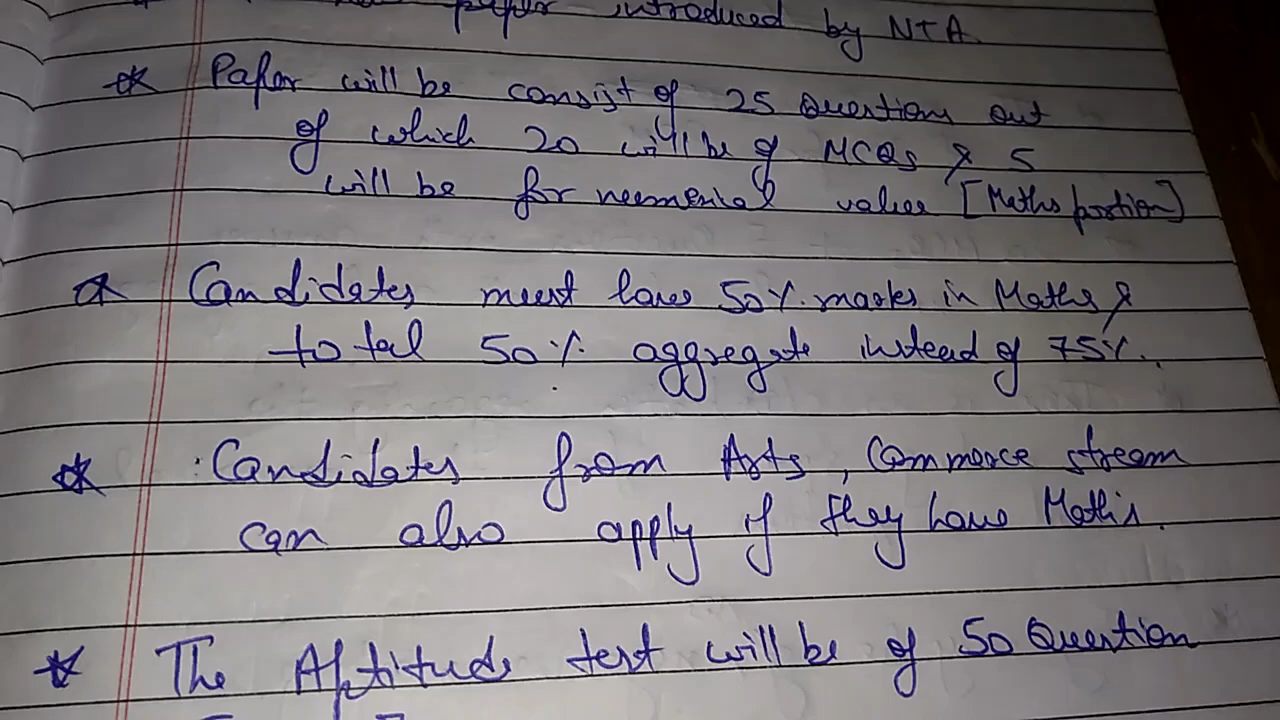 paper introduced by NTA.
* Paper will be consist of 25 Questions out
of which 20 will be of MCQs & 5
will be for neemerical value [Maths portion]
* Candidates must have 50% marks in Maths &
total 50% aggregate instead of 75%.
* Candidates from Arts, Commerce stream
can also apply if they have Maths.
* The Aptitude test will be of 50 Question